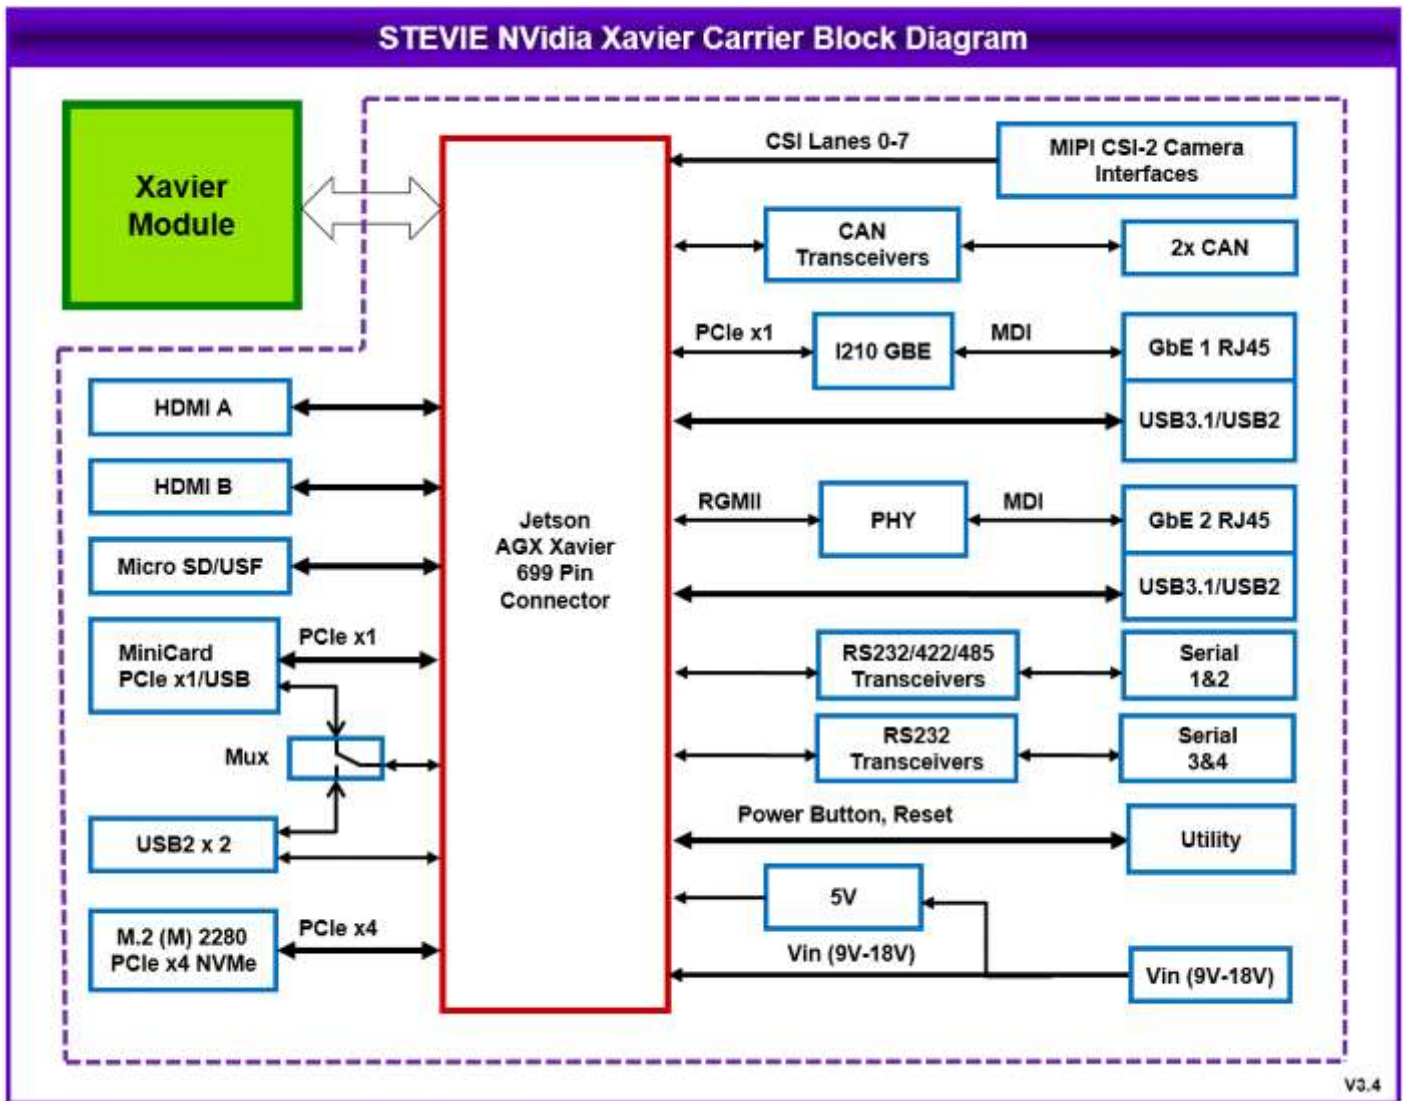 STEVIE NVidia Xavier Carrier Block Diagram
Xavier
Module
CSI Lanes 0-7
MIPI CSI-2 Camera
Interfaces
CAN
Transceivers
2x CAN
PCIe x1
I210 GBE
MDI
GbE 1 RJ45
USB3.1/USB2
HDMI A
HDMI B
Micro SD/USF
MiniCard
PCIe x1/USB
PCIe x1
Mux
USB2 x 2
M.2 (M) 2280
PCIe x4 NVMe
PCIe x4
Jetson
AGX Xavier
699 Pin
Connector
RGMII
PHY
MDI
GbE 2 RJ45
USB3.1/USB2
RS232/422/485
Transceivers
Serial
1&2
RS232
Transceivers
Serial
3&4
Power Button, Reset
Utility
5V
Vin (9V-18V)
Vin (9V-18V)
V3.4